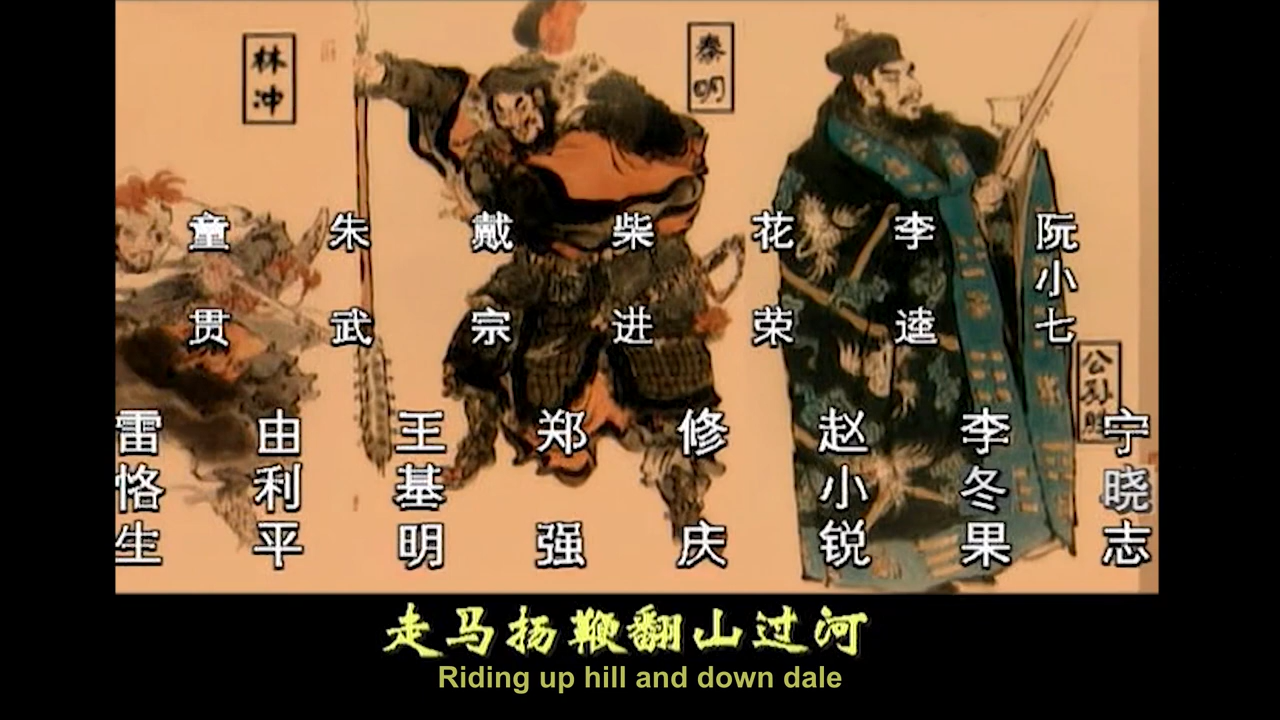 林冲
秦明
童贯
朱武
戴宗
柴进
花荣
李逵
阮小七
公孙胜
雷恪生
由利平
王基明
郑强
修庆
赵小锐
李冬果
宁晓志
走马扬鞭翻山过河
Riding up hill and down dale